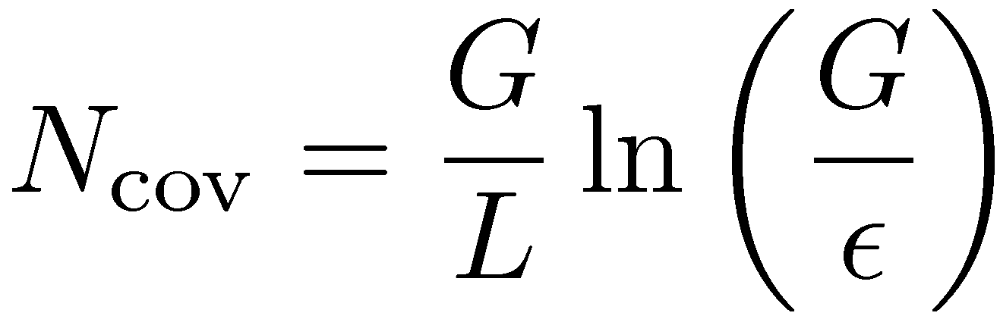 N_cov = G/L ln(G/ϵ)